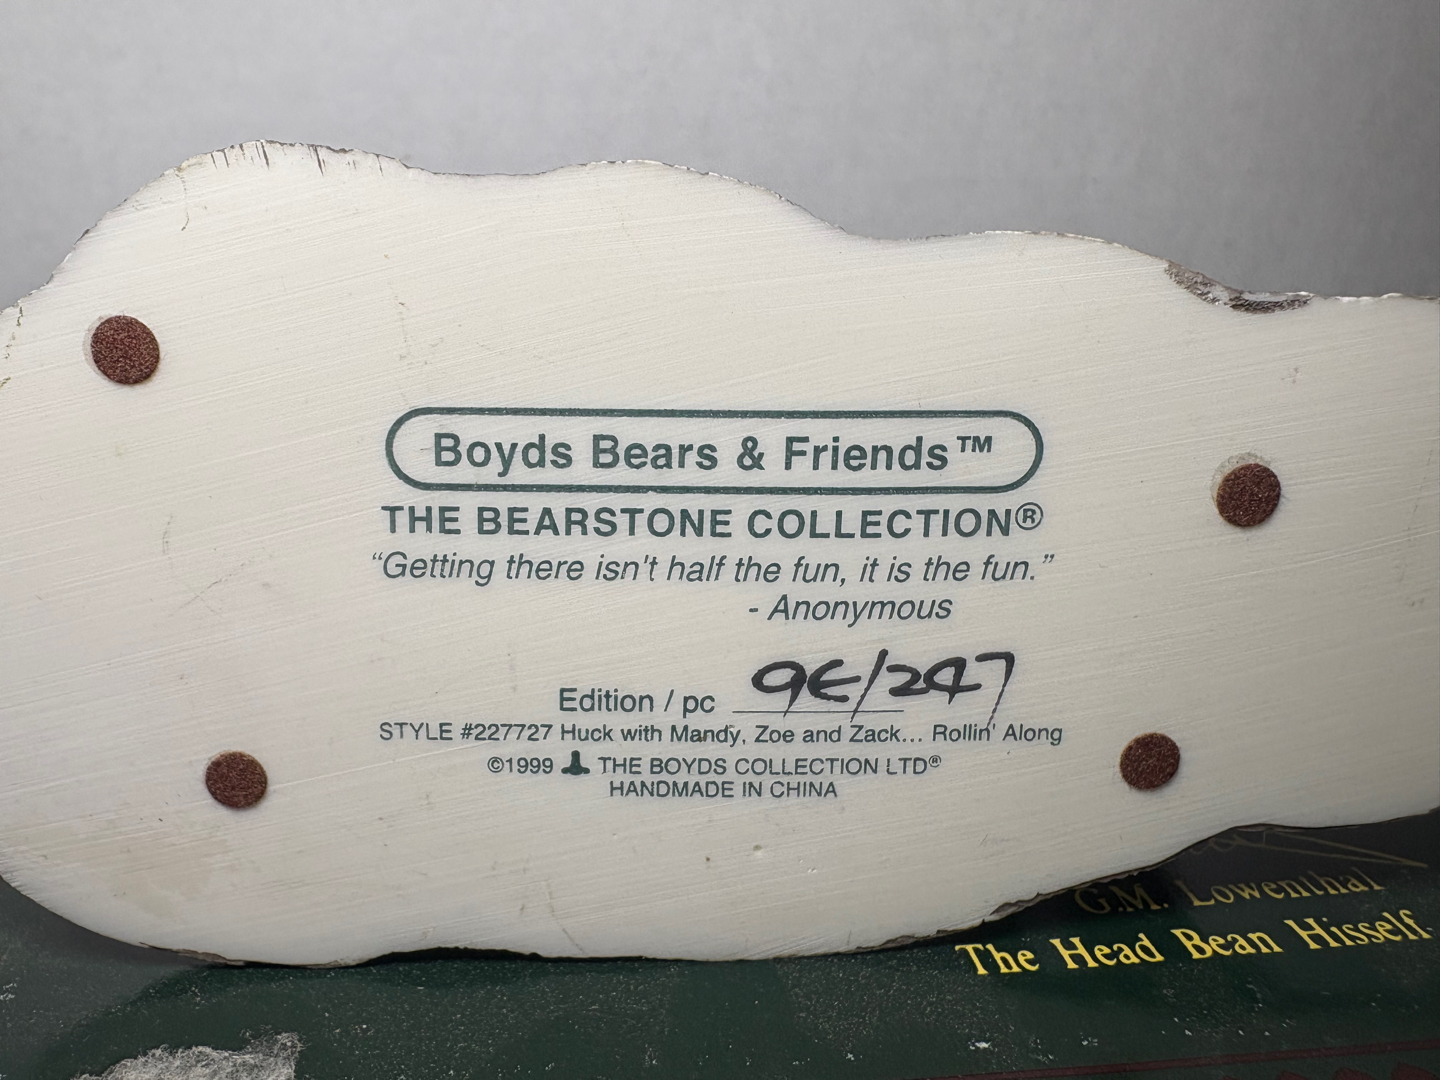 Boyds Bears & Friends™
THE BEARSTONE COLLECTION®
“Getting there isn't half the fun, it is the fun.”
- Anonymous
Edition / pc 9E/247
STYLE #227727 Huck with Mandy, Zoe and Zack... Rollin' Along
©1999 THE BOYDS COLLECTION LTD®
HANDMADE IN CHINA
G.M. Lowenthal
The Head Bean Hisself.